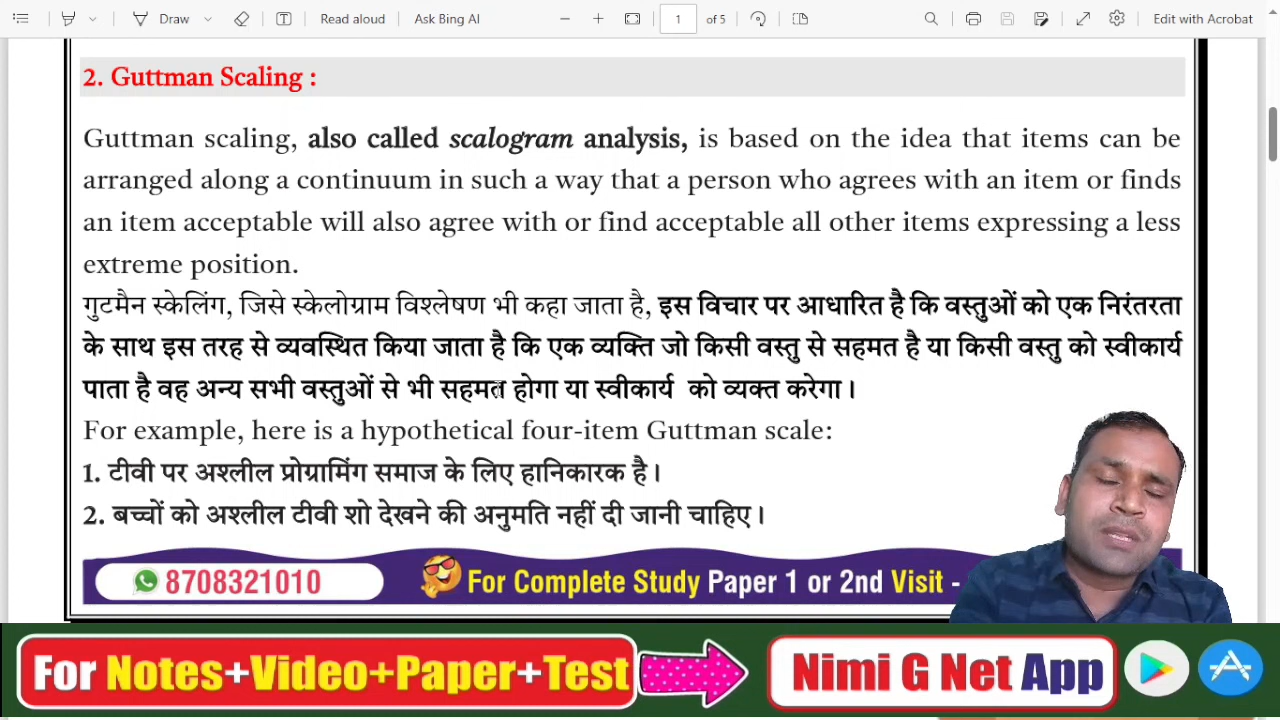 Draw
Read aloud
Ask Bing AI
1 of 5
Edit with Acrobat
2. Guttman Scaling :
Guttman scaling, also called scalogram analysis, is based on the idea that items can be
arranged along a continuum in such a way that a person who agrees with an item or finds
an item acceptable will also agree with or find acceptable all other items expressing a less
extreme position.
गुटमैन स्केलिंग, जिसे स्केलोग्राम विश्लेषण भी कहा जाता है, इस विचार पर आधारित है कि वस्तुओं को एक निरंतरता
के साथ इस तरह से व्यवस्थित किया जाता है कि एक व्यक्ति जो किसी वस्तु से सहमत है या किसी वस्तु को स्वीकार्य
पाता है वह अन्य सभी वस्तुओं से भी सहमत होगा या स्वीकार्य को व्यक्त करेगा।
For example, here is a hypothetical four-item Guttman scale:
1. टीवी पर अश्लील प्रोग्रामिंग समाज के लिए हानिकारक है।
2. बच्चों को अश्लील टीवी शो देखने की अनुमति नहीं दी जानी चाहिए।
8708321010
For Complete Study Paper 1 or 2nd Visit -
For Notes+Video+Paper+Test
Nimi G Net App